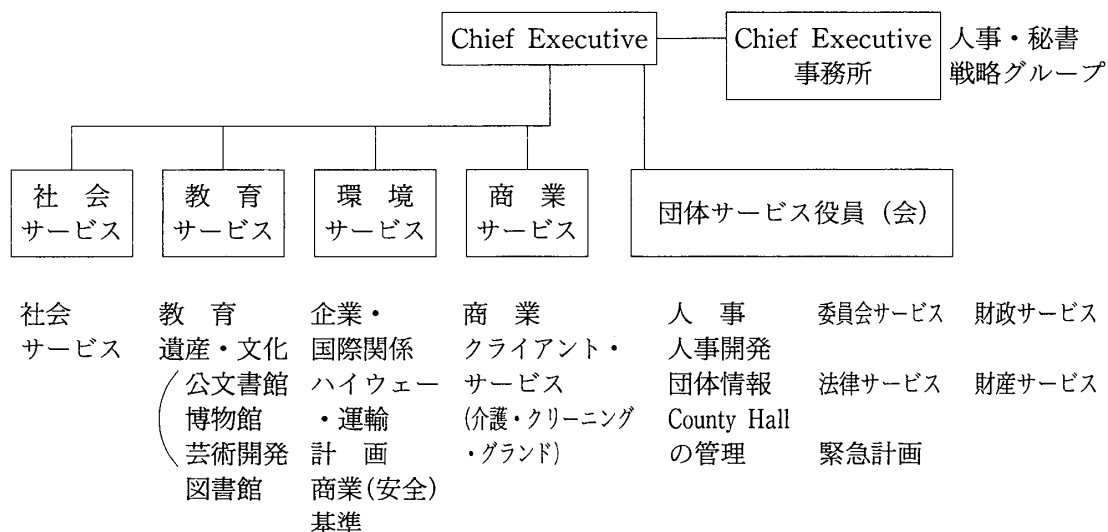 Chief Executive
Chief Executive
事務所
人事・秘書
戦略グループ
社 会
サービス
教 育
サービス
環 境
サービス
商 業
サービス
団体サービス役員（会）
社会
サービス
教 育
遺産・文化
公文書館
博物館
芸術開発
図書館
企業・
国際関係
ハイウェー
・運輸
計 画
商業(安全)
基準
商 業
クライアント・
サービス
(介護・クリーニング
・グランド)
人 事
人事開発
団体情報
County Hall
の管理
委員会サービス
法律サービス
緊急計画
財政サービス
財産サービス